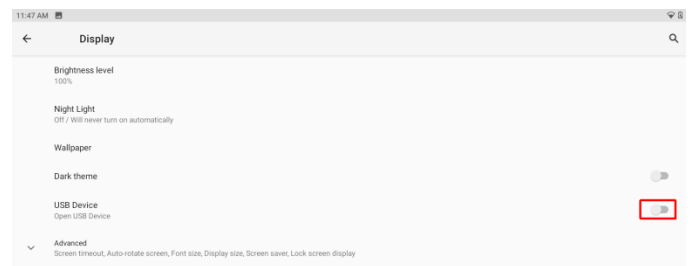 11:47 AM
Display
Brightness level
100%
Night Light
Off / Will never turn on automatically
Wallpaper
Dark theme
USB Device
Open USB Device
Advanced
Screen timeout, Auto-rotate screen, Font size, Display size, Screen saver, Lock screen display